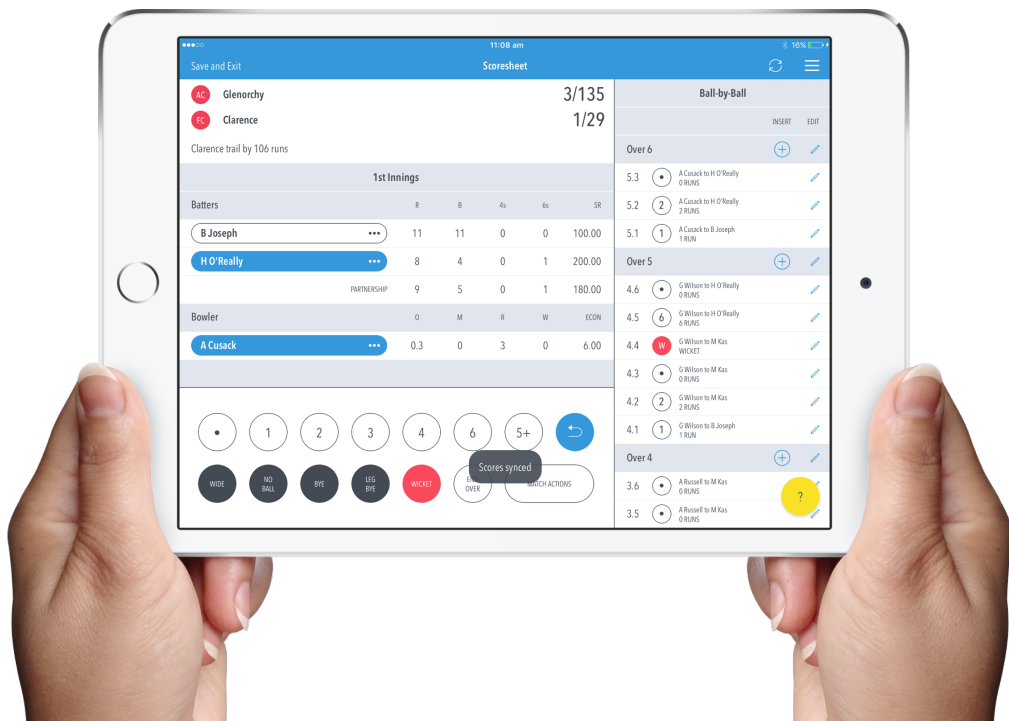 11:08 am 16%
Save and Exit Scoresheet
AC Glenorchy 3/135
FC Clarence 1/29
Clarence trail by 106 runs
1st Innings
Batters R B 4s 6s SR
B Joseph ••• 11 11 0 0 100.00
H O'Really ••• 8 4 0 1 200.00
PARTNERSHIP 9 5 0 1 180.00
Bowler O M R W ECON
A Cusack ••• 0.3 0 3 0 6.00
• 1 2 3 4 6 5+
WIDE NO BALL BYE LEG BYE WICKET OVER MATCH ACTIONS
Scores synced
Ball-by-Ball
INSERT EDIT
Over 6
5.3 • A Cusack to H O'Really
0 RUNS
5.2 2 A Cusack to H O'Really
2 RUNS
5.1 1 A Cusack to B Joseph
1 RUN
Over 5
4.6 • G Wilson to H O'Really
0 RUNS
4.5 6 G Wilson to H O'Really
6 RUNS
4.4 W G Wilson to M Kas
WICKET
4.3 • G Wilson to M Kas
0 RUNS
4.2 2 G Wilson to M Kas
2 RUNS
4.1 1 G Wilson to B Joseph
1 RUN
Over 4
3.6 • A Russell to M Kas
0 RUNS
3.5 • A Russell to M Kas
0 RUNS
?